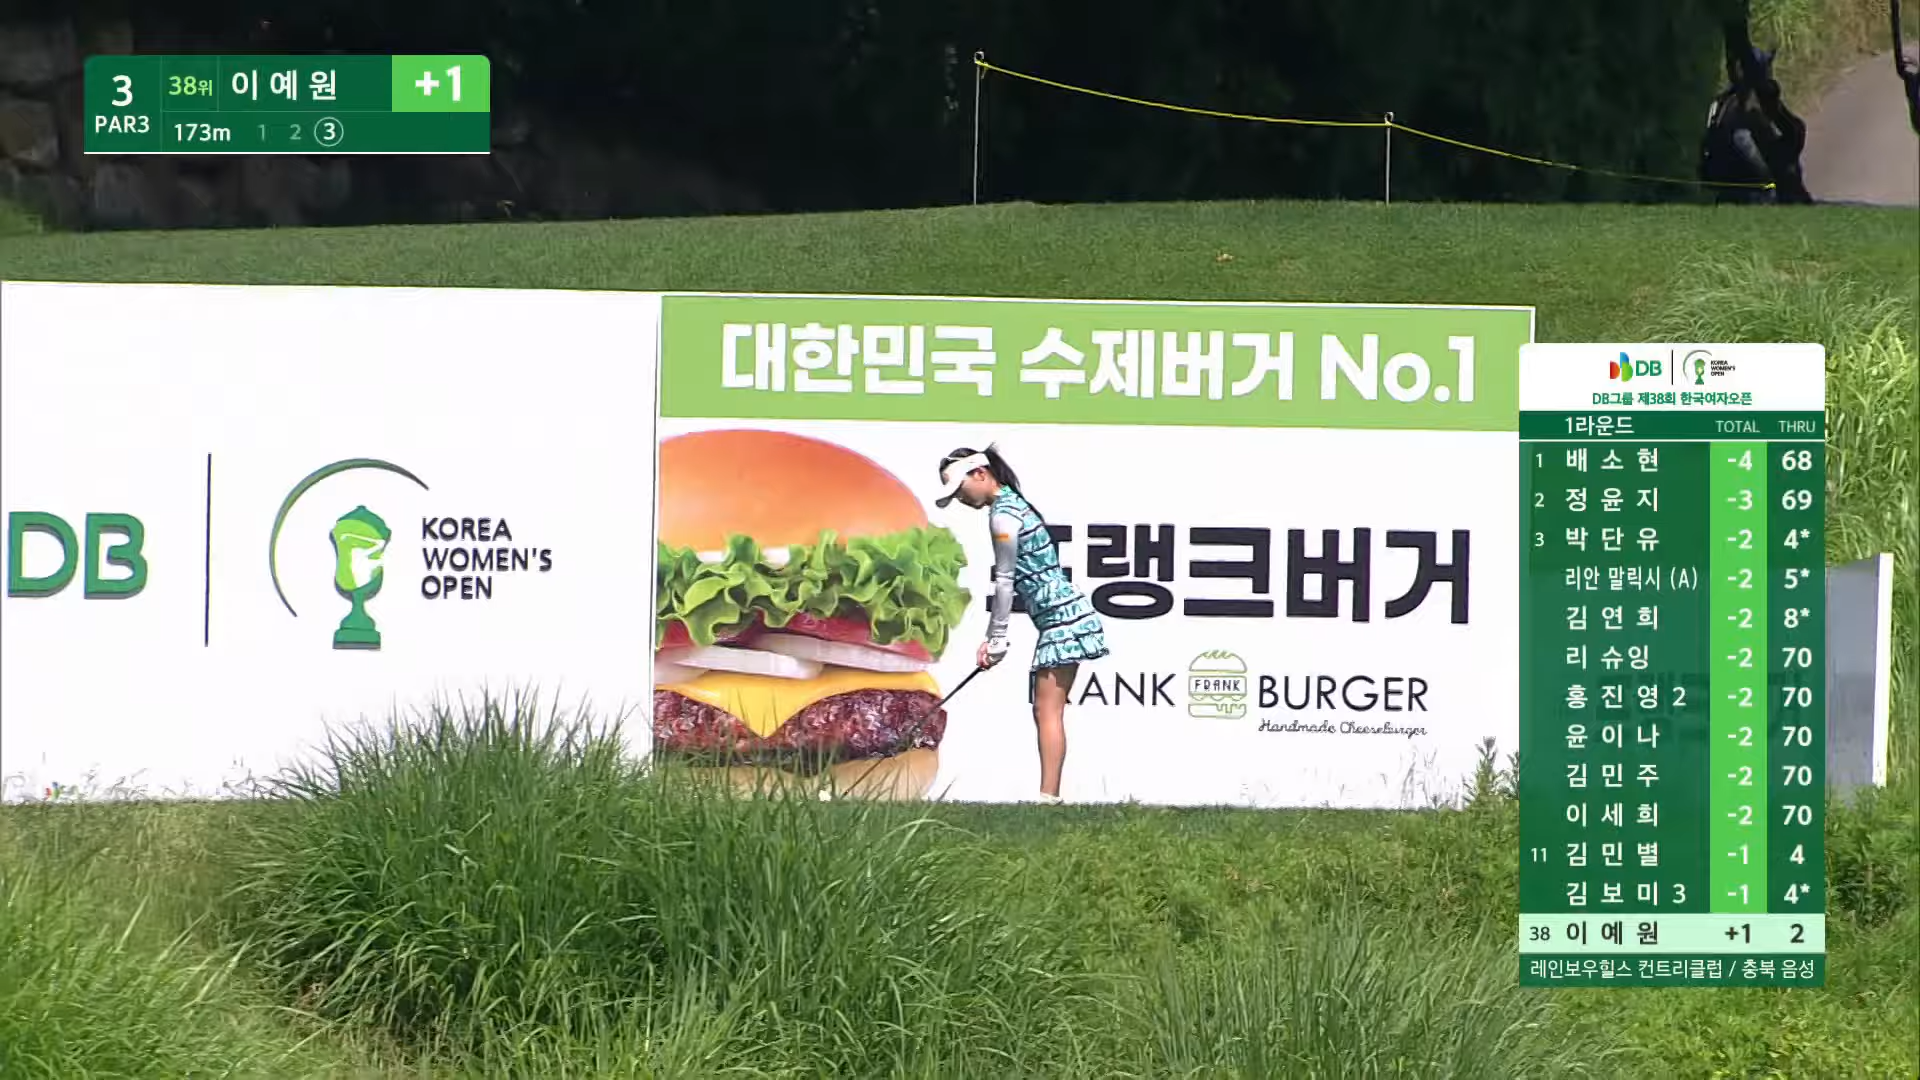 3
PAR3
38위 이예원 +1
173m 1 2 3
대한민국 수제버거 No.1
DB
KOREA
WOMEN'S
OPEN
랭크버거
ANK
FRANK
BURGER
Handmade Cheeseburger
DB
KOREA
WOMEN'S
OPEN
DB그룹 제38회 한국여자오픈
1라운드 TOTAL THRU
1 배소현 -4 68
2 정윤지 -3 69
3 박단유 -2 4*
리안 말릭시 (A) -2 5*
김연희 -2 8*
리슈잉 -2 70
홍진영2 -2 70
윤이나 -2 70
김민주 -2 70
이세희 -2 70
11 김민별 -1 4
김보미3 -1 4*
38 이예원 +1 2
레인보우힐스 컨트리클럽 / 충북 음성